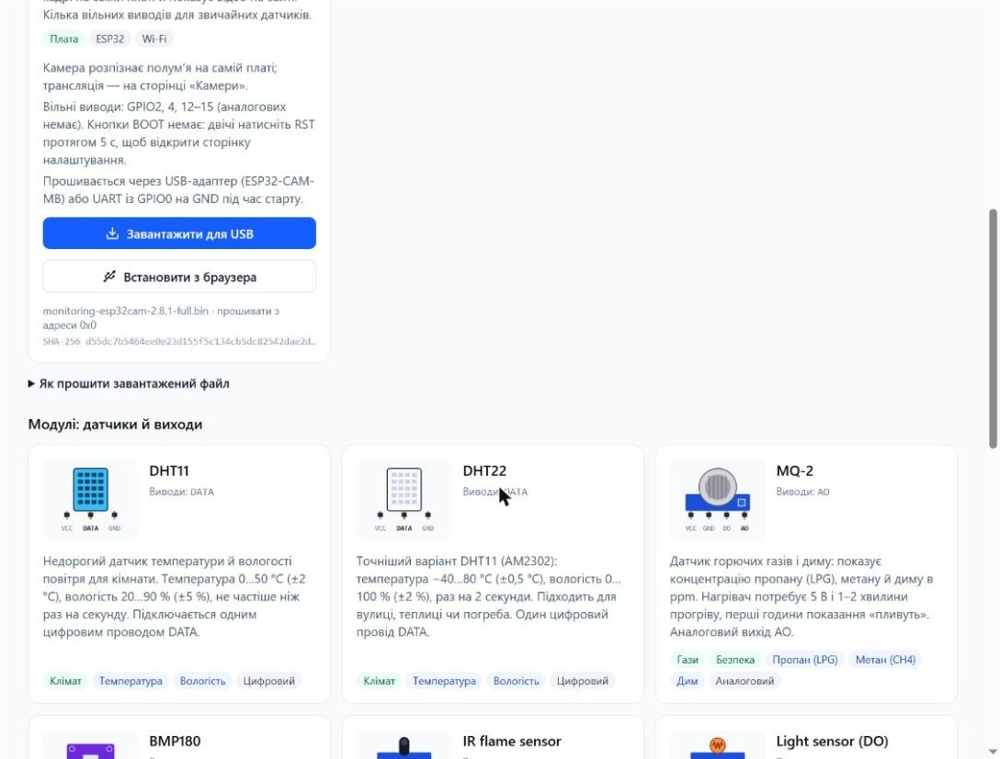 Кілька вільних виводів для звичайних датчиків.
Плата ESP32 Wi-Fi
Камера розпізнає полум'я на самій платі;
трансляція — на сторінці «Камери».
Вільні виводи: GPIO2, 4, 12–15 (аналогових
немає). Кнопки BOOT немає: двічі натисніть RST
протягом 5 с, щоб відкрити сторінку
налаштування.
Прошивається через USB-адаптер (ESP32-CAM-
MB) або UART із GPIO0 на GND під час старту.
Завантажити для USB
Встановити з браузера
monitoring-esp32cam-2.8.1-full.bin · прошивати з
адреси 0x0
SHA-256 d55dc7b5464ee0e23d155f5c134cb5dc82542dae2d…
Як прошити завантажений файл
Модулі: датчики й виходи
DHT11
Виводи: DATA
VCC DATA GND
Недорогий датчик температури й вологості
повітря для кімнати. Температура 0…50 °C (±2
°C), вологість 20…90 % (±5 %), не частіше ніж
раз на секунду. Підключається одним
цифровим проводом DATA.
Клімат Температура Вологість Цифровий
DHT22
Виводи: DATA
VCC DATA GND
Точніший варіант DHT11 (AM2302):
температура −40…80 °C (±0,5 °C), вологість 0…
100 % (±2 %), раз на 2 секунди. Підходить для
вулиці, теплиці чи погреба. Один цифровий
провід DATA.
Клімат Температура Вологість Цифровий
MQ-2
Виводи: AO
VCC GND DO AO
Датчик горючих газів і диму: показує
концентрацію пропану (LPG), метану й диму в
ppm. Нагрівач потребує 5 В і 1–2 хвилини
прогріву, перші години показання «пливуть».
Аналоговий вихід AO.
Гази Безпека Пропан (LPG) Метан (CH4)
Дим Аналоговий
BMP180
IR flame sensor
Light sensor (DO)